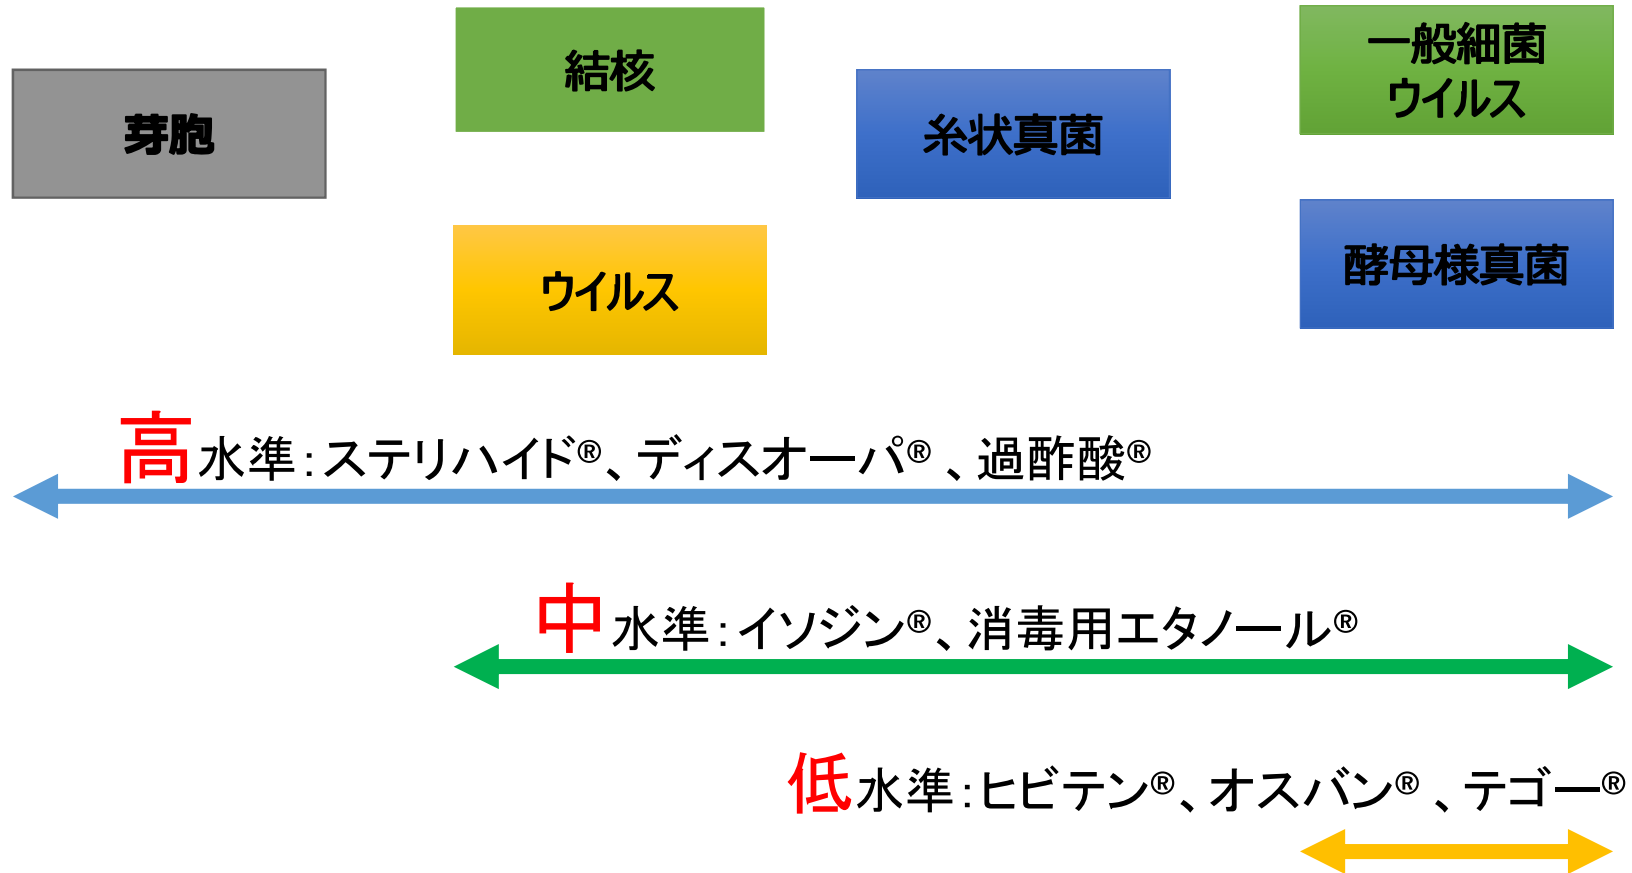 芽胞
結核
ウイルス
糸状真菌
一般細菌
ウイルス
酵母様真菌
高水準：ステリハイド®、ディスオーパ®、過酢酸®
中水準：イソジン®、消毒用エタノール®
低水準：ヒビテン®、オスバン®、テゴー®